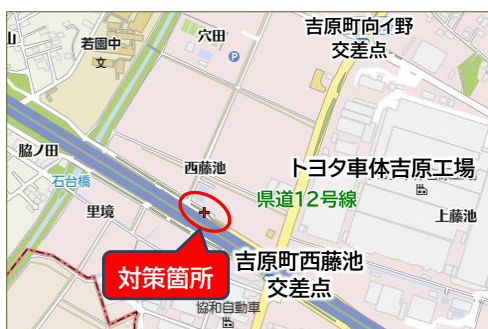 山
若園中
文
穴田
P
吉原町向イ野
交差点
脇ノ田
石台橋
里境
西藤池
トヨタ車体吉原工場
県道12号線
上藤池
対策箇所
吉原町西藤池
交差点
協和自動車